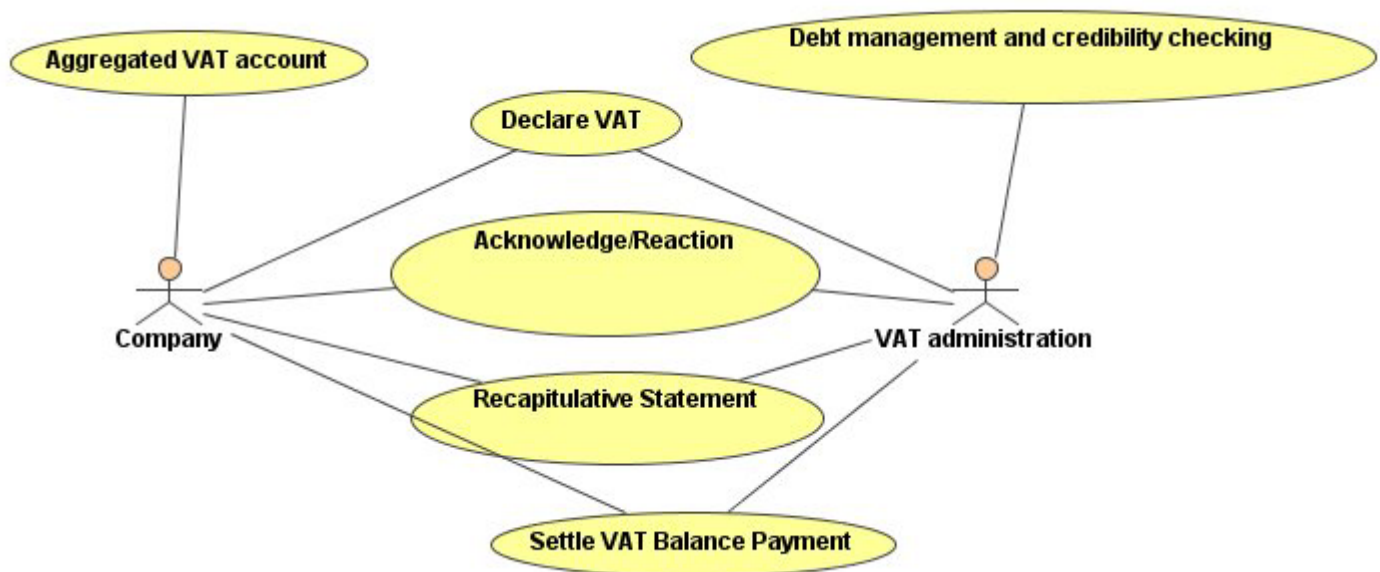 Debt management and credibility checking
Aggregated VAT account
Declare VAT
Acknowledge/Reaction
Company
VAT administration
Recapitulative Statement
Settle VAT Balance Payment